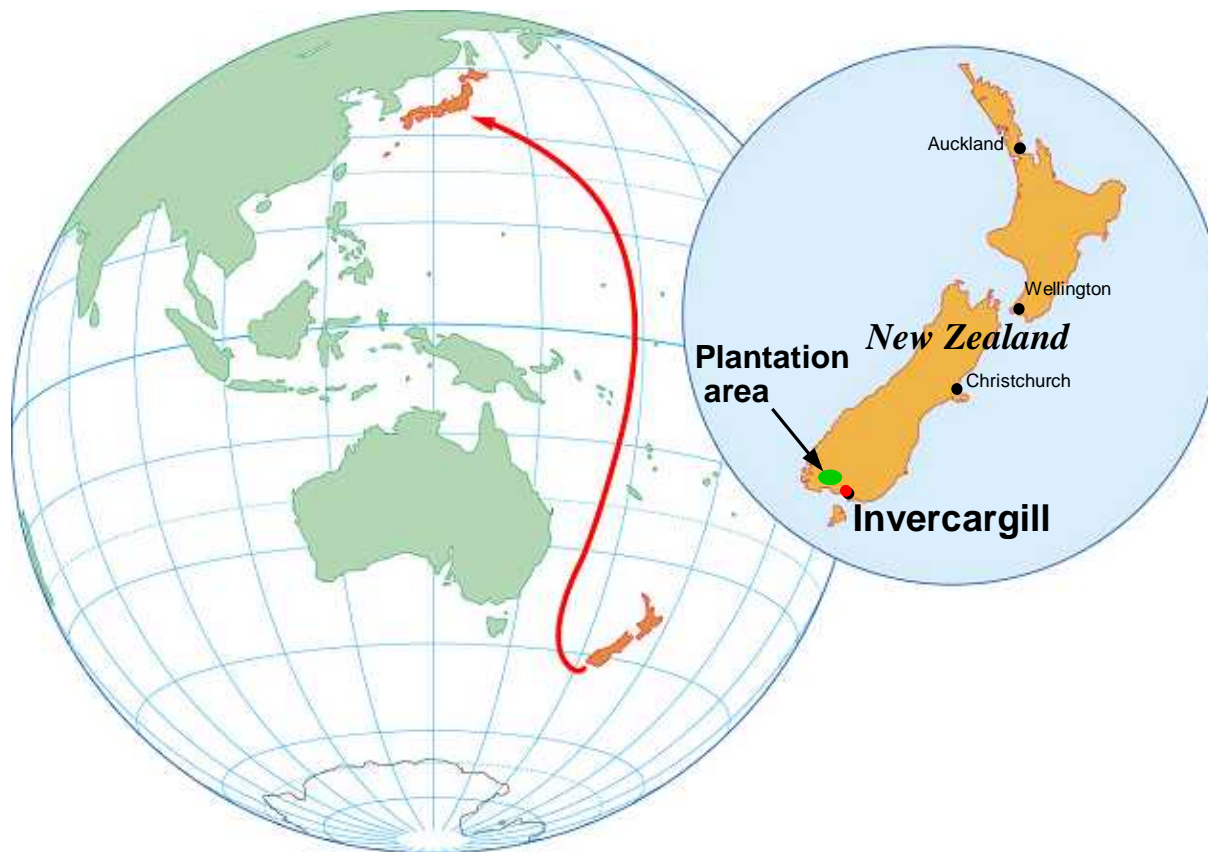 Auckland
Wellington
New Zealand
Plantation
area
Christchurch
Invercargill